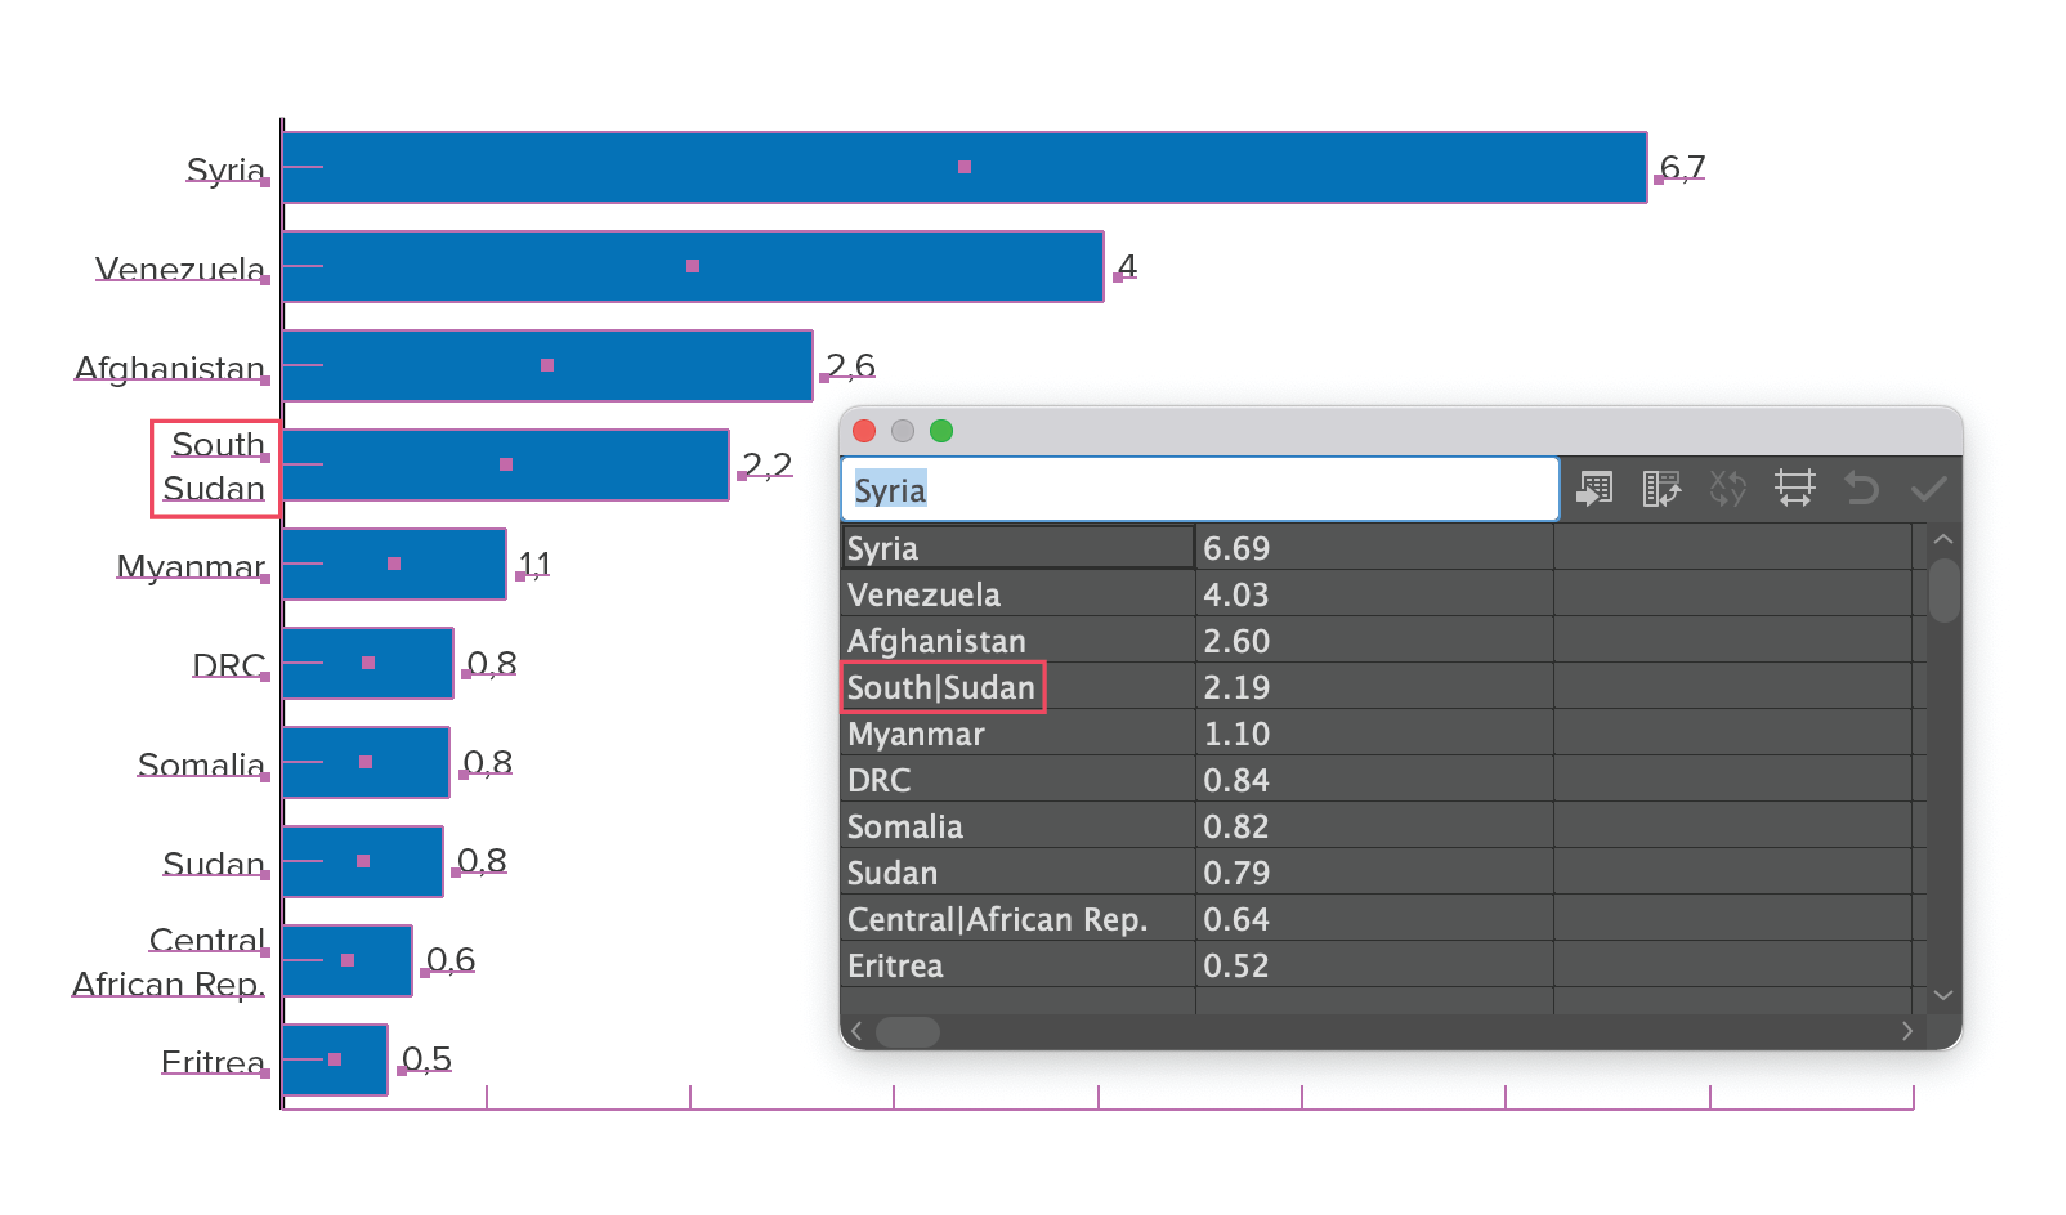 Syria
6,7
Venezuela
4
Afghanistan
2,6
South
Sudan
2,2
Myanmar
1,1
DRC
0,8
Somalia
0,8
Sudan
0,8
Central
African Rep.
0,6
Eritrea
0,5
Syria
X Y
Syria 6.69
Venezuela 4.03
Afghanistan 2.60
South|Sudan 2.19
Myanmar 1.10
DRC 0.84
Somalia 0.82
Sudan 0.79
Central|African Rep. 0.64
Eritrea 0.52